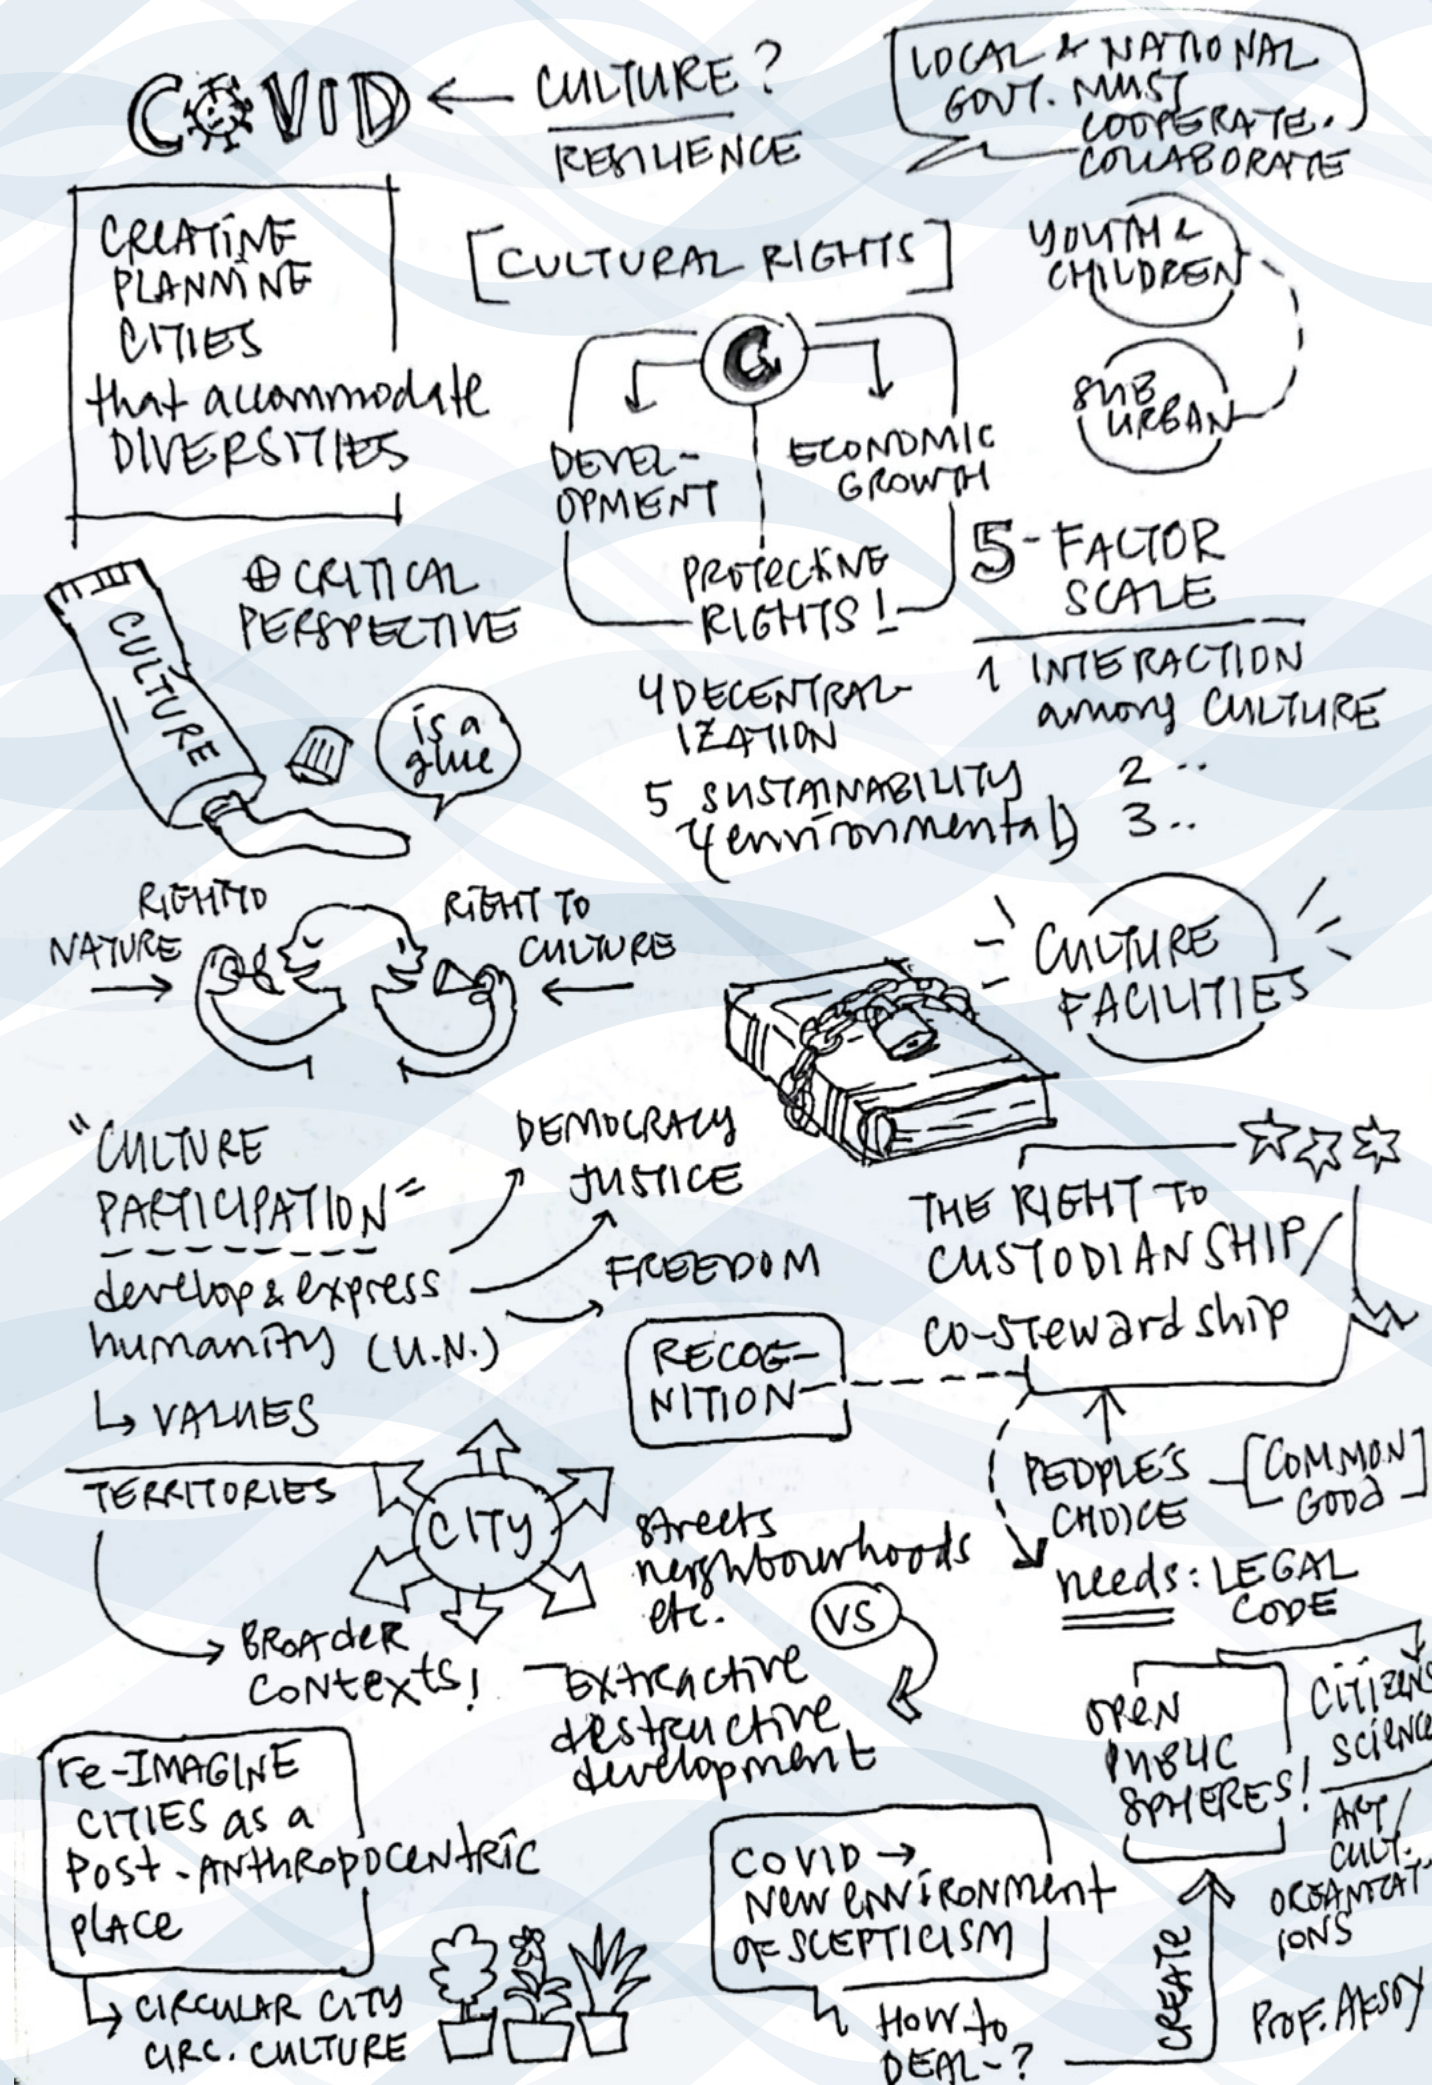 COVID ← CULTURE?
RESILIENCE
LOCAL & NATIONAL
GOVT. MUST
COOPERATE.
COLLABORATE
CREATING
PLANNING
CITIES
that accommodate
DIVERSITIES
[CULTURAL RIGHTS]
YOUTH &
CHILDREN
SUB
URBAN
C
DEVEL-
OPMENT
ECONOMIC
GROWTH
PROTECTING
RIGHTS!
⊕ CRITICAL
PERSPECTIVE
CULTURE
is a
glue
5-FACTOR
SCALE
1 INTERACTION
among CULTURE
2 ..
3 ..
4 DECENTRAL-
IZATION
5 SUSTAINABILITY
(environmental)
RIGHT TO
NATURE
RIGHT TO
CULTURE
CULTURE
FACILITIES
"CULTURE
PARTICIPATION"
develop & express
humanity (U.N.)
↳ VALUES
DEMOCRACY
JUSTICE
FREEDOM
THE RIGHT TO
CUSTODIANSHIP/
CO-STEWARDSHIP
RECOG-
NITION
PEOPLE'S
CHOICE
[COMMON
GOOD]
needs: LEGAL
CODE
TERRITORIES
CITY
BROADER
CONTEXTS!
streets
neighbourhoods
etc.
VS
Extractive
destructive
development
re-IMAGINE
CITIES as a
Post-ANTHROPOCENTRIC
PLACE
↳ CIRCULAR CITY
CIRC. CULTURE
COVID →
NEW ENVIRONMENT
OF SCEPTICISM
HOW to
DEAL-?
CREATE
OPEN
PUBLIC
SPHERES!
CITIZENS
SCIENCE
ART/
CULT.
ORGANIZAT-
IONS
Prof. AKSOY